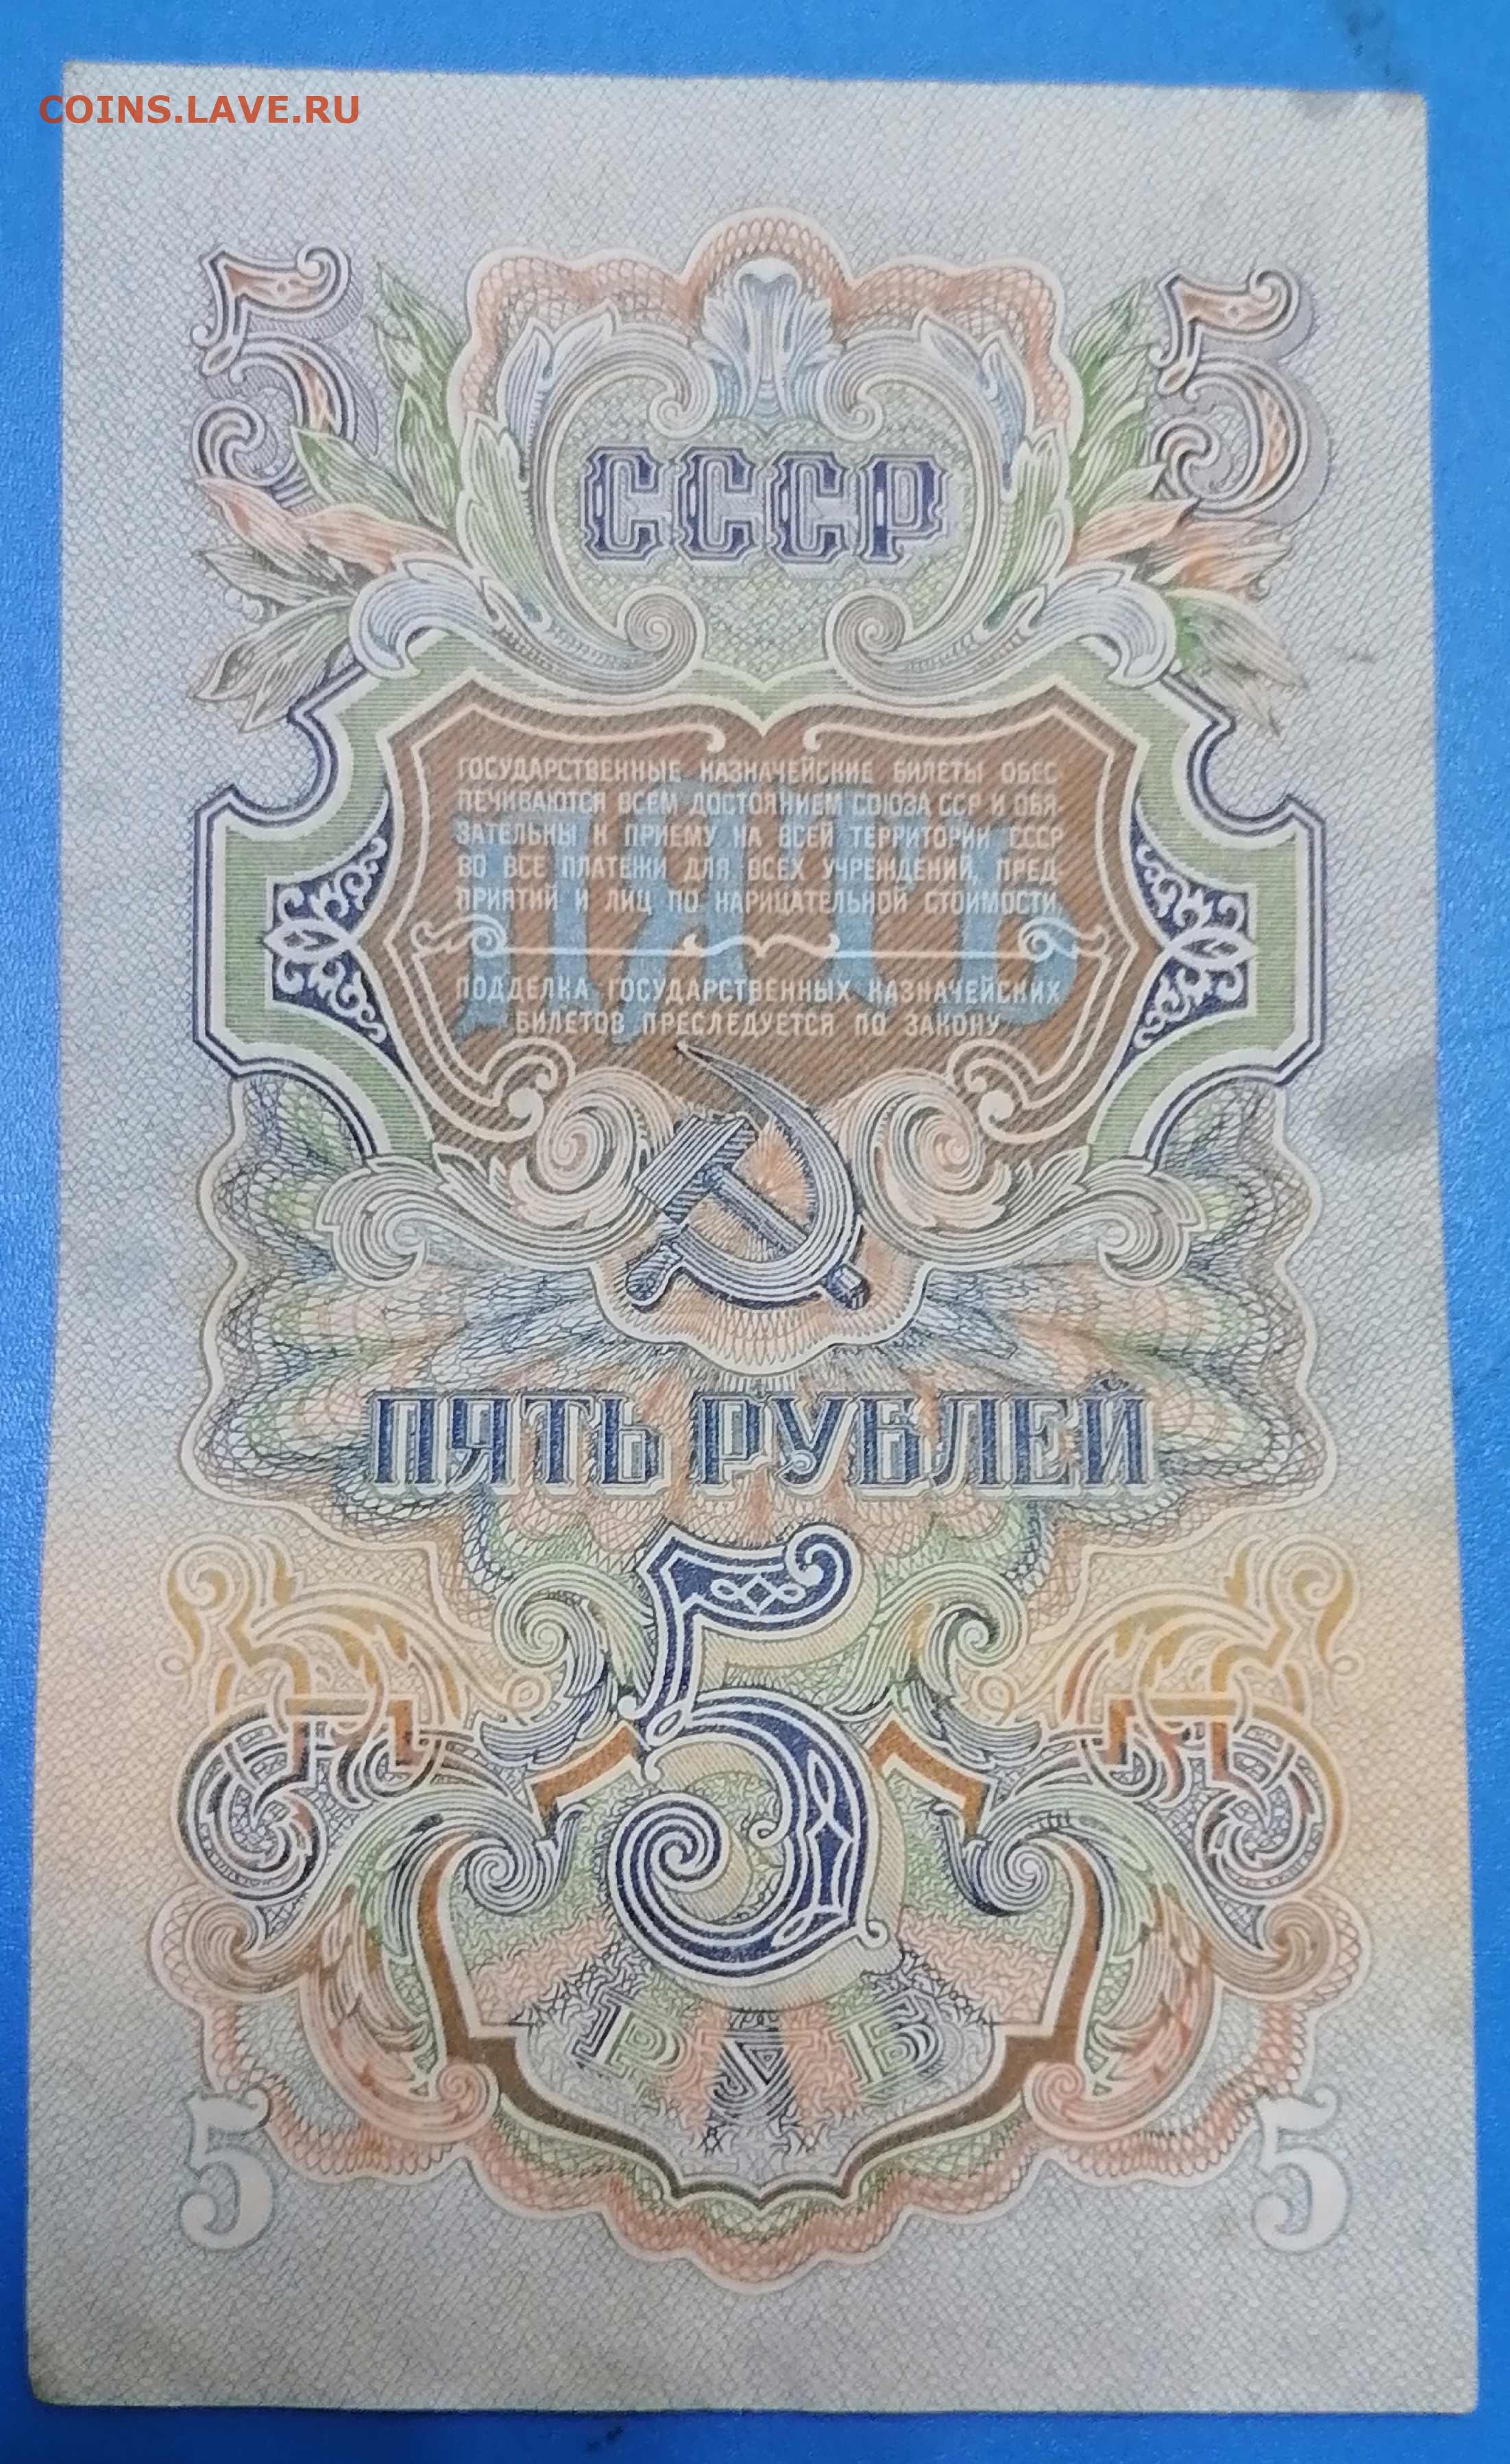 COINS.LAVE.RU
5 5
СССР
ГОСУДАРСТВЕННЫЕ НАЗНАЧЕЙСКИЕ БИЛЕТЫ ОБЕС
ПЕЧИВАЮТСЯ ВСЕМ ДОСТОЯНИЕМ СОЮЗА ССР И ОБЯ-
ЗАТЕЛЬНЫ К ПРИЕМУ НА ВСЕЙ ТЕРРИТОРИИ СССР
ВО ВСЕ ПЛАТЕЖИ ДЛЯ ВСЕХ УЧРЕЖДЕНИЙ, ПРЕД-
ПРИЯТИЙ И ЛИЦ ПО НАРИЦАТЕЛЬНОЙ СТОИМОСТИ
ПЯТЬ
ПОДДЕЛКА ГОСУДАРСТВЕННЫХ КАЗНАЧЕЙСКИХ
БИЛЕТОВ ПРЕСЛЕДУЕТСЯ ПО ЗАКОНУ
ПЯТЬ РУБЛЕЙ
5
РУБ
5 5